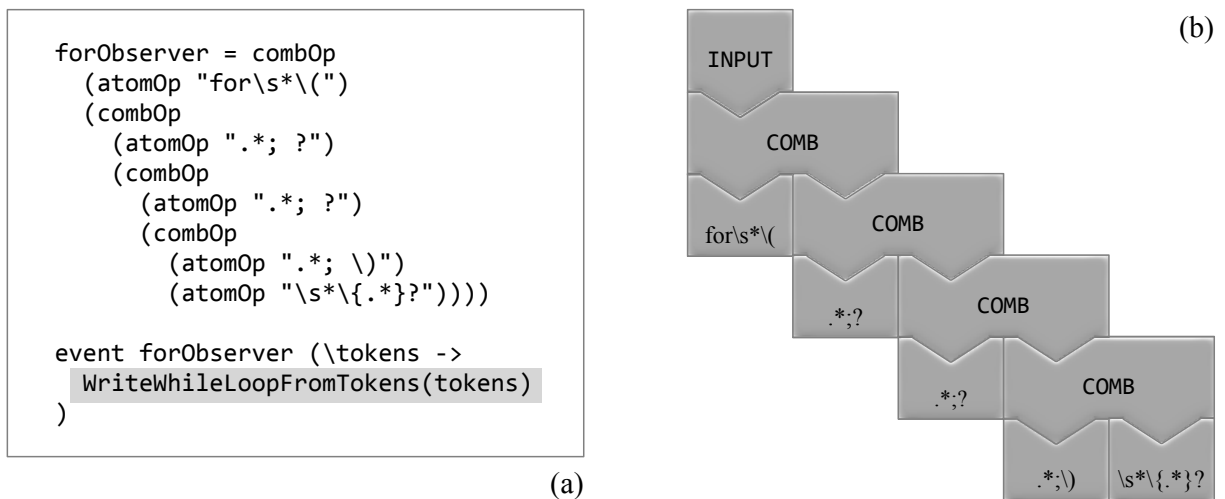 forObserver = combOp
(atomOp "for\s*\(")
(combOp
(atomOp ".*; ?")
(combOp
(atomOp ".*; ?")
(combOp
(atomOp ".*; \)")
(atomOp "\s*\{.*}?"))))
event forObserver (\tokens ->
WriteWhileLoopFromTokens(tokens)
)
(a)
(b)
INPUT
COMB
for\s*\(
COMB
.*;?
COMB
.*;?
COMB
.*;\)
\s*\{.*}?